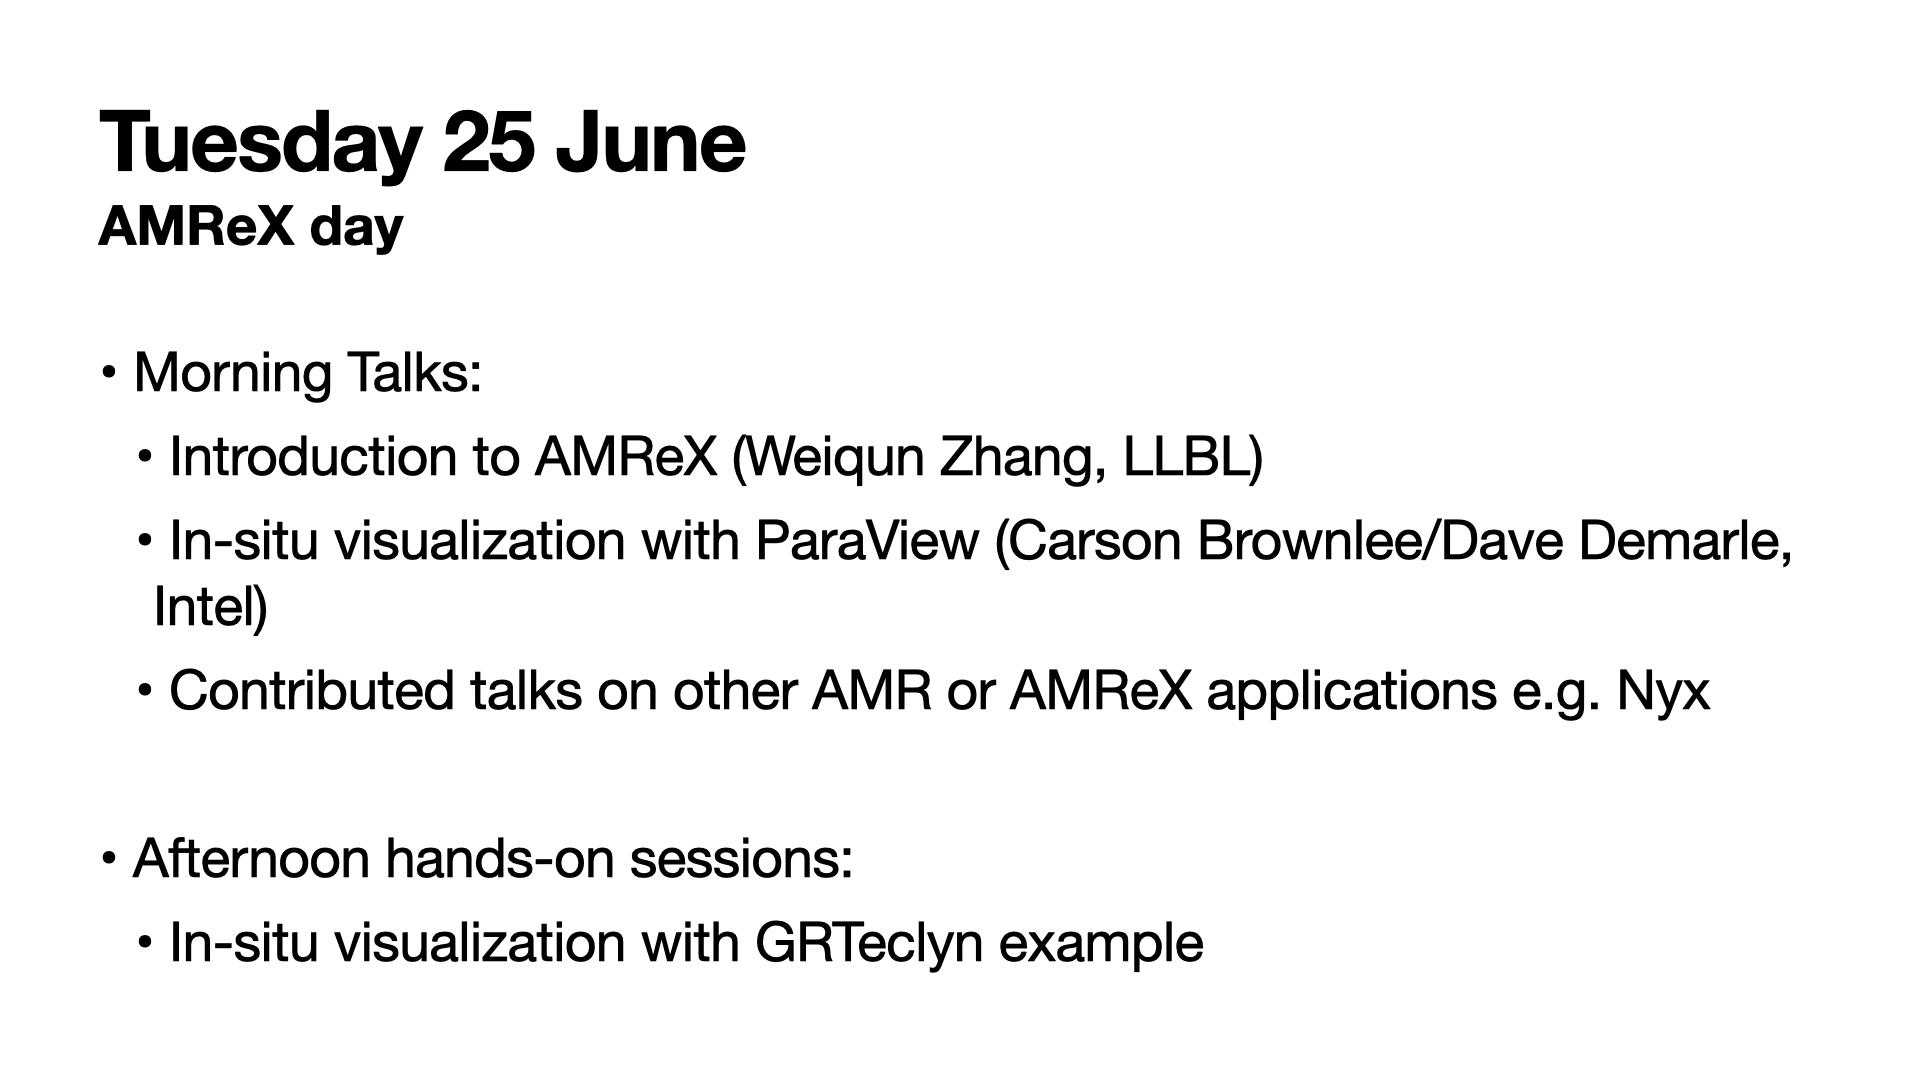 Tuesday 25 June
AMReX day
• Morning Talks:
• Introduction to AMReX (Weiqun Zhang, LLBL)
• In-situ visualization with ParaView (Carson Brownlee/Dave Demarle,
Intel)
• Contributed talks on other AMR or AMReX applications e.g. Nyx
• Afternoon hands-on sessions:
• In-situ visualization with GRTeclyn example